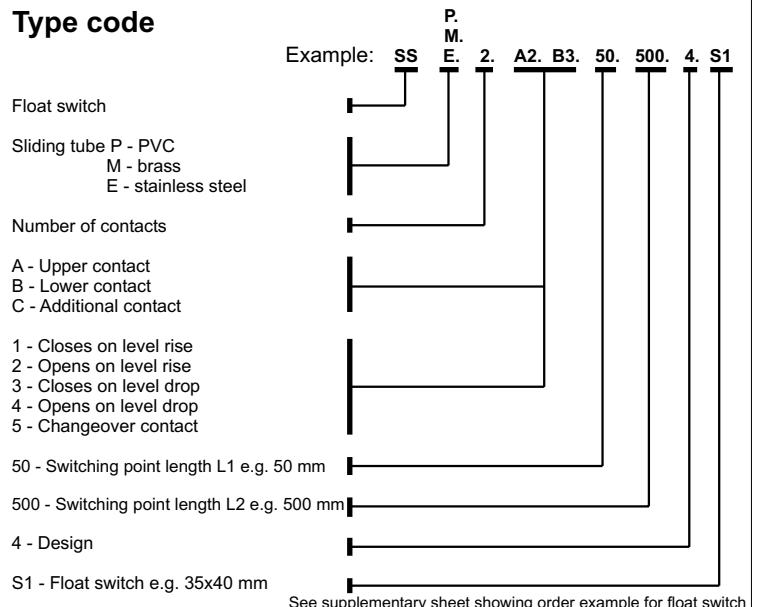 Type code
P.
M.
Example: SS E. 2. A2. B3. 50. 500. 4. S1
Float switch
Sliding tube P - PVC
M - brass
E - stainless steel
Number of contacts
A - Upper contact
B - Lower contact
C - Additional contact
1 - Closes on level rise
2 - Opens on level rise
3 - Closes on level drop
4 - Opens on level drop
5 - Changeover contact
50 - Switching point length L1 e.g. 50 mm
500 - Switching point length L2 e.g. 500 mm
4 - Design
S1 - Float switch e.g. 35x40 mm
See supplementary sheet showing order example for float switch